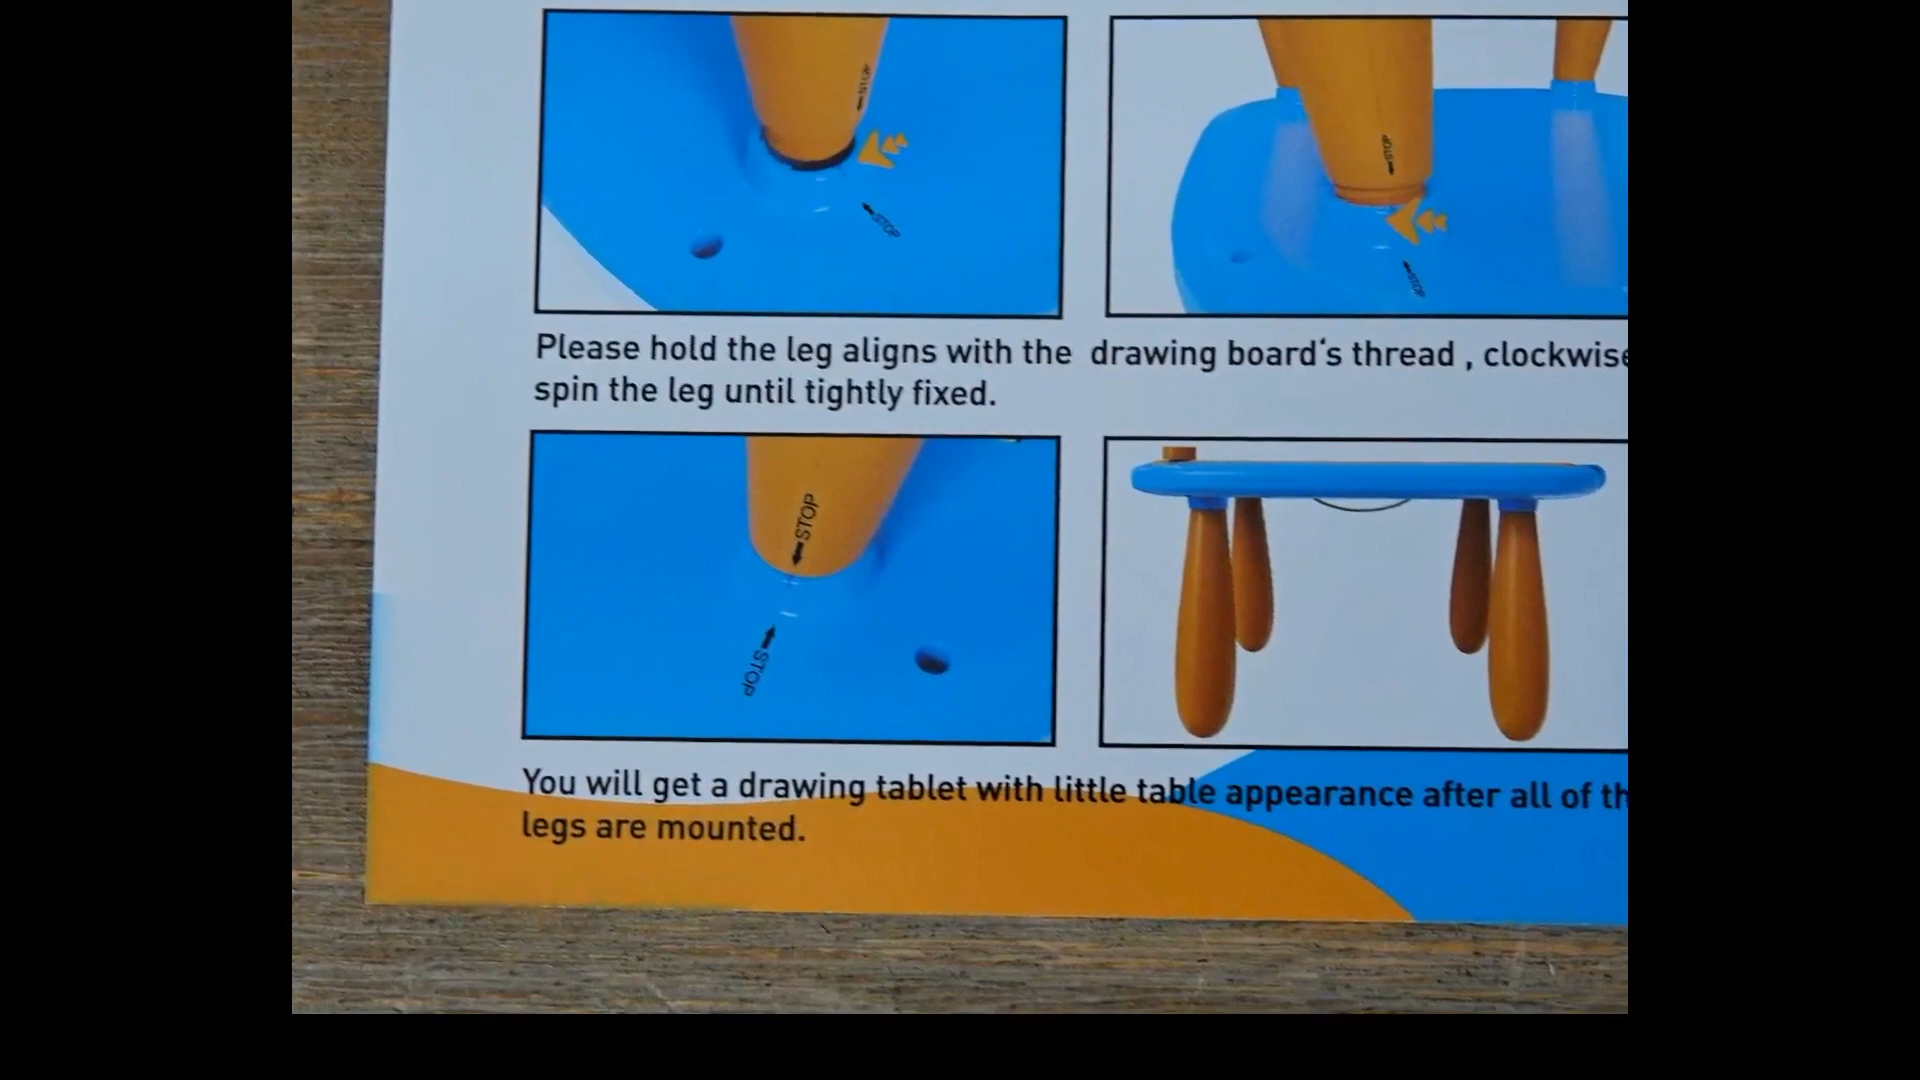 STOP
STOP
STOP
STOP
Please hold the leg aligns with the drawing board's thread , clockwise
spin the leg until tightly fixed.
STOP
STOP
You will get a drawing tablet with little table appearance after all of th
legs are mounted.